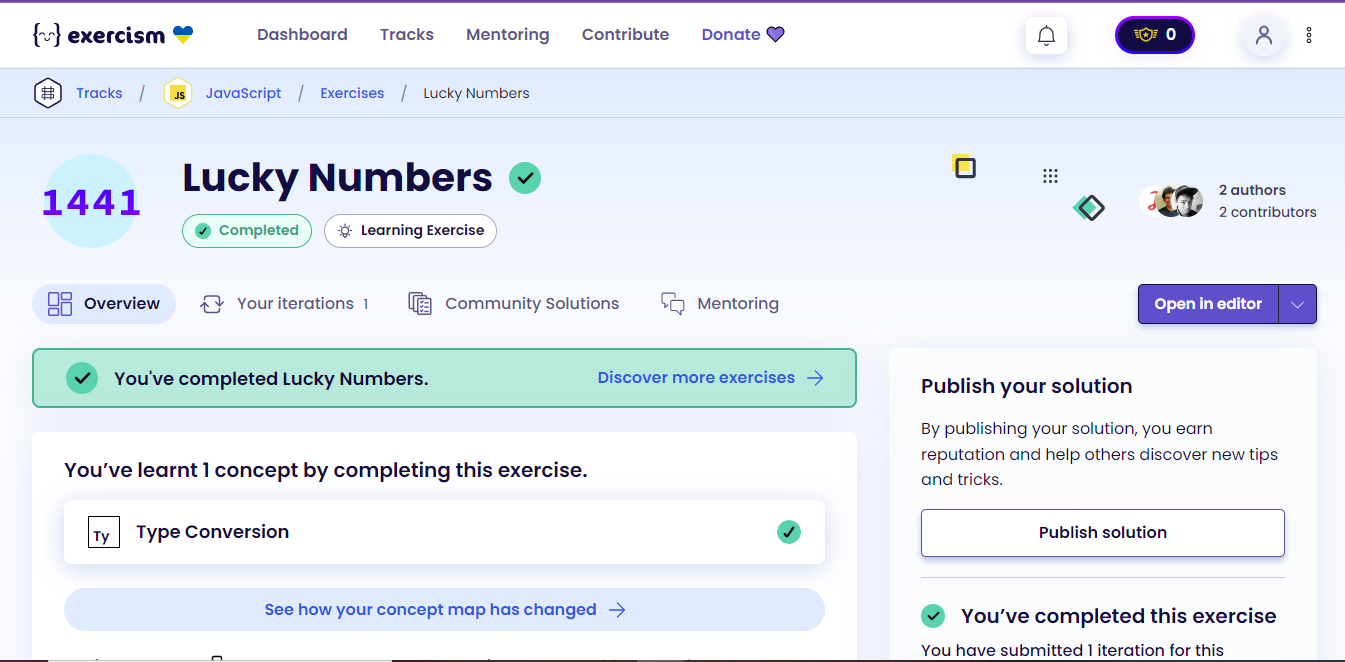 exercism
Dashboard Tracks Mentoring Contribute Donate
0
Tracks / JS JavaScript / Exercises / Lucky Numbers
1441
Lucky Numbers
Completed
Learning Exercise
2 authors
2 contributors
Overview
Your iterations 1
Community Solutions
Mentoring
Open in editor
You've completed Lucky Numbers.
Discover more exercises
You’ve learnt 1 concept by completing this exercise.
Ty Type Conversion
See how your concept map has changed
Publish your solution
By publishing your solution, you earn
reputation and help others discover new tips
and tricks.
Publish solution
You’ve completed this exercise
You have submitted 1 iteration for this